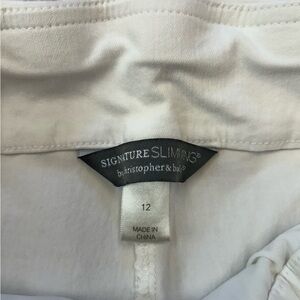 SIGNATURE SLIMMING®
by christopher & banks®
12
MADE IN
CHINA